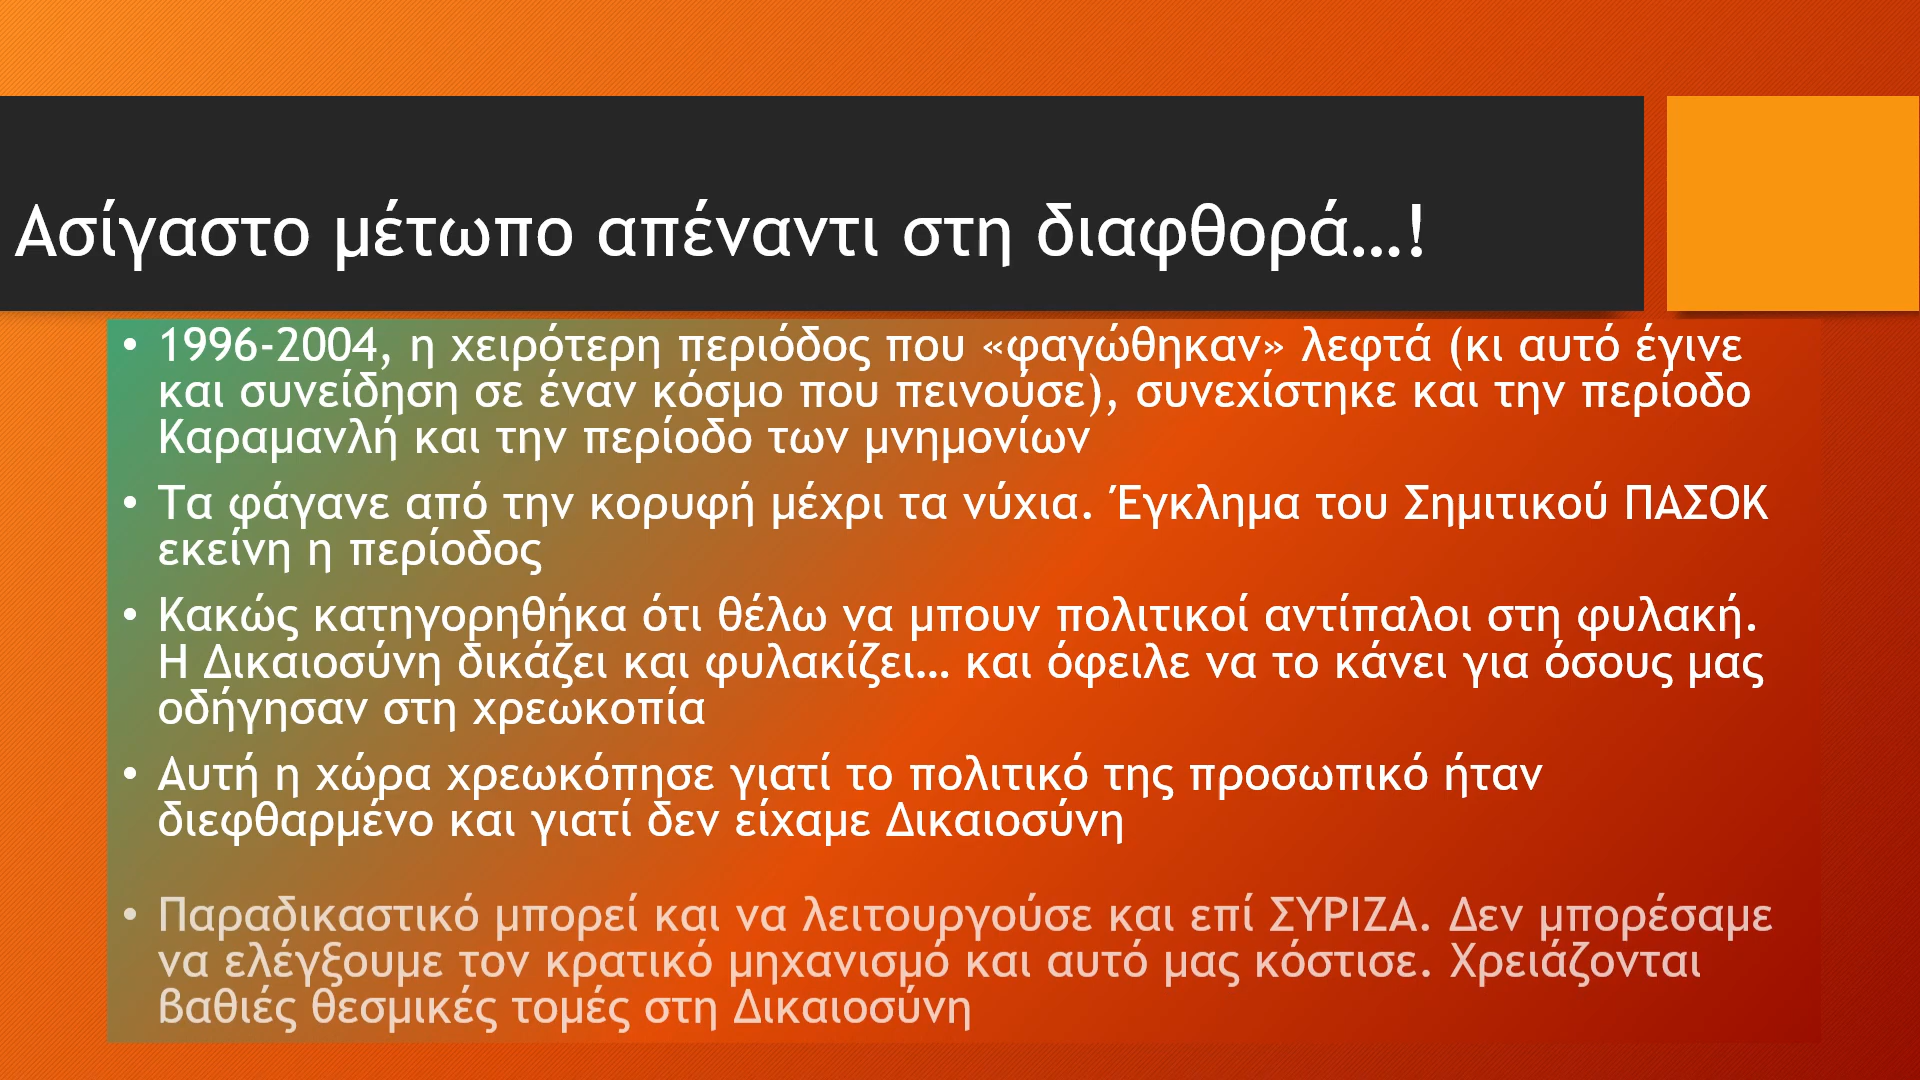 Ασίγαστο μέτωπο απέναντι στη διαφθορά…!
• 1996-2004, η χειρότερη περιόδος που «φαγώθηκαν» λεφτά (κι αυτό έγινε
και συνείδηση σε έναν κόσμο που πεινούσε), συνεχίστηκε και την περίοδο
Καραμανλή και την περίοδο των μνημονίων
• Τα φάγανε από την κορυφή μέχρι τα νύχια. Έγκλημα του Σημιτικού ΠΑΣΟΚ
εκείνη η περίοδος
• Κακώς κατηγορηθήκα ότι θέλω να μπουν πολιτικοί αντίπαλοι στη φυλακή.
Η Δικαιοσύνη δικάζει και φυλακίζει… και όφειλε να το κάνει για όσους μας
οδήγησαν στη χρεωκοπία
• Αυτή η χώρα χρεωκόπησε γιατί το πολιτικό της προσωπικό ήταν
διεφθαρμένο και γιατί δεν είχαμε Δικαιοσύνη
• Παραδικαστικό μπορεί και να λειτουργούσε και επί ΣΥΡΙΖΑ. Δεν μπορέσαμε
να ελέγξουμε τον κρατικό μηχανισμό και αυτό μας κόστισε. Χρειάζονται
βαθιές θεσμικές τομές στη Δικαιοσύνη